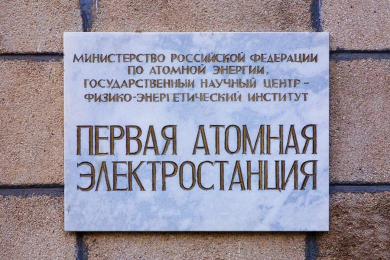 МИНИСТЕРСТВО РОССИЙСКОЙ ФЕДЕРАЦИИ
ПО АТОМНОЙ ЭНЕРГИИ,
ГОСУДАРСТВЕННЫЙ НАУЧНЫЙ ЦЕНТР –
ФИЗИКО-ЭНЕРГЕТИЧЕСКИЙ ИНСТИТУТ
ПЕРВАЯ АТОМНАЯ
ЭЛЕКТРОСТАНЦИЯ